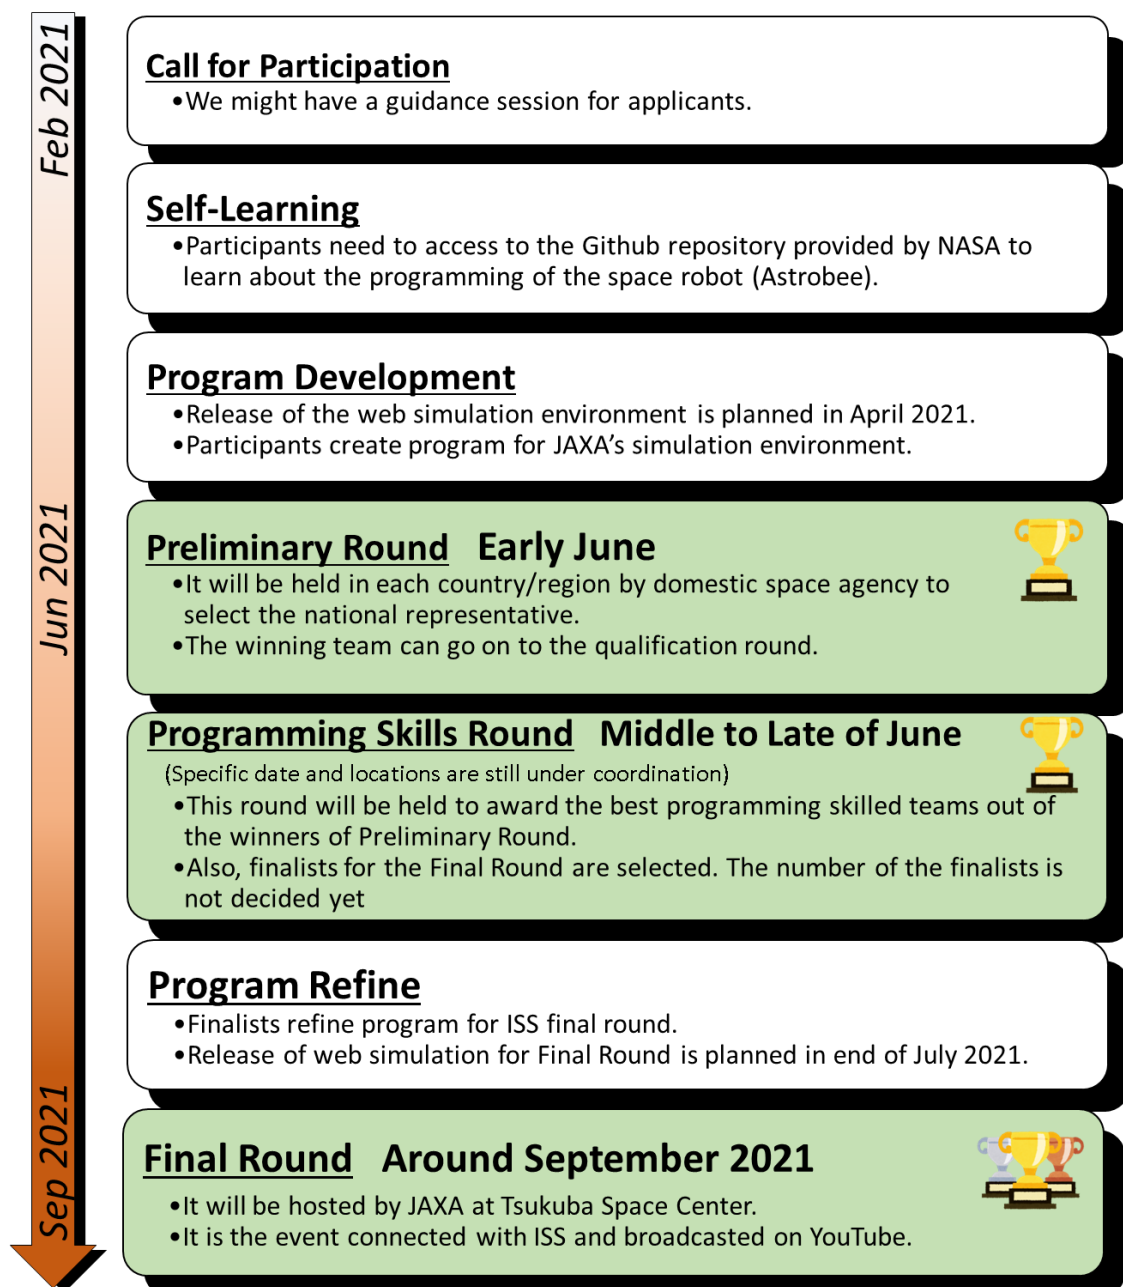 Feb 2021
Call for Participation
•We might have a guidance session for applicants.
Self-Learning
•Participants need to access to the Github repository provided by NASA to
learn about the programming of the space robot (Astrobee).
Program Development
•Release of the web simulation environment is planned in April 2021.
•Participants create program for JAXA’s simulation environment.
Jun 2021
Preliminary Round Early June
•It will be held in each country/region by domestic space agency to
select the national representative.
•The winning team can go on to the qualification round.
Programming Skills Round Middle to Late of June
(Specific date and locations are still under coordination)
•This round will be held to award the best programming skilled teams out of
the winners of Preliminary Round.
•Also, finalists for the Final Round are selected. The number of the finalists is
not decided yet
Program Refine
•Finalists refine program for ISS final round.
•Release of web simulation for Final Round is planned in end of July 2021.
Sep 2021
Final Round Around September 2021
•It will be hosted by JAXA at Tsukuba Space Center.
•It is the event connected with ISS and broadcasted on YouTube.